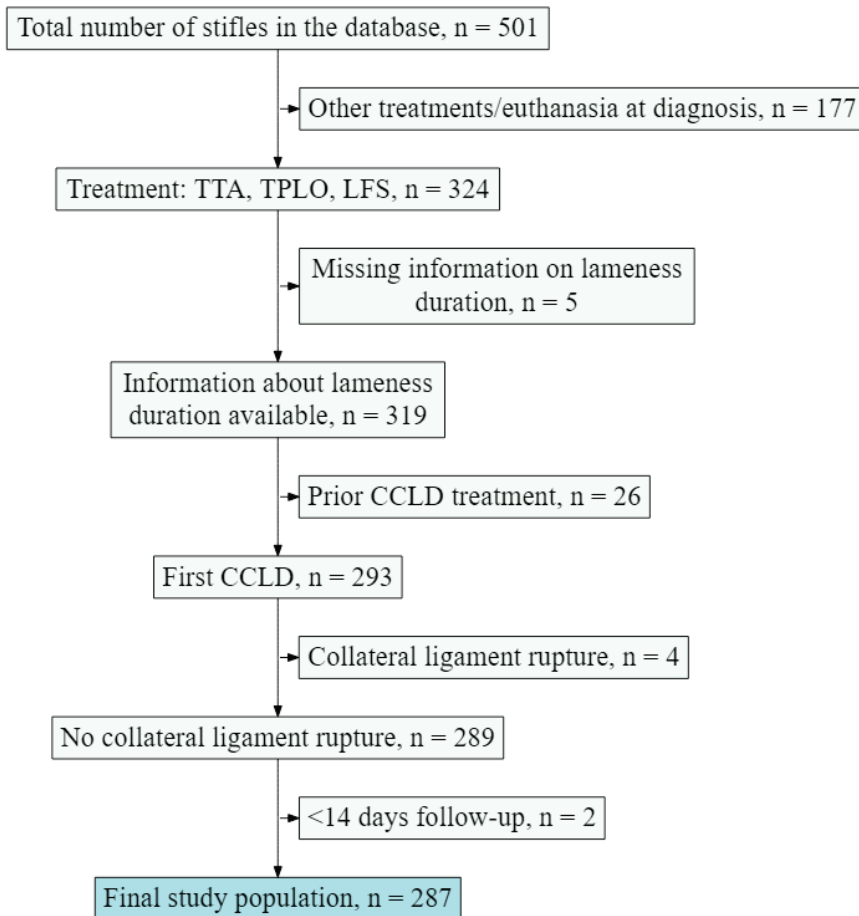 Total number of stifles in the database, n = 501
Other treatments/euthanasia at diagnosis, n = 177
Treatment: TTA, TPLO, LFS, n = 324
Missing information on lameness
duration, n = 5
Information about lameness
duration available, n = 319
Prior CCLD treatment, n = 26
First CCLD, n = 293
Collateral ligament rupture, n = 4
No collateral ligament rupture, n = 289
<14 days follow-up, n = 2
Final study population, n = 287